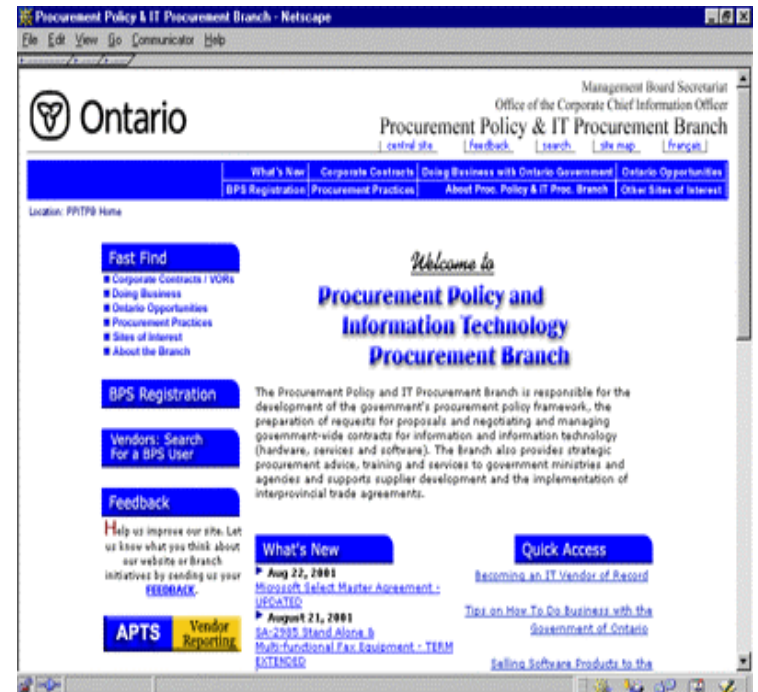 Procurement Policy & IT Procurement Branch - Netscape
File Edit View Go Communicator Help
Ontario
Management Board Secretariat
Office of the Corporate Chief Information Officer
Procurement Policy & IT Procurement Branch
| central site | feedback | search | site map | français |
What's New | Corporate Contracts | Doing Business with Ontario Government | Ontario Opportunities
BPS Registration | Procurement Practices | About Proc. Policy & IT Proc. Branch | Other Sites of Interest
Location: PPITPB Home
Fast Find
Corporate Contracts / VORs
Doing Business
Ontario Opportunities
Procurement Practices
Sites of Interest
About the Branch
BPS Registration
Vendors: Search
For a BPS User
Feedback
Help us improve our site. Let
us know what you think about
our website or Branch
initiatives by sending us your
FEEDBACK.
APTS Vendor
Reporting
Welcome to
Procurement Policy and
Information Technology
Procurement Branch
The Procurement Policy and IT Procurement Branch is responsible for the
development of the government's procurement policy framework, the
preparation of requests for proposals and negotiating and managing
government-wide contracts for information and information technology
(hardware, services and software). The Branch also provides strategic
procurement advice, training and services to government ministries and
agencies and supports supplier development and the implementation of
interprovincial trade agreements.
What's New
Aug 22, 2001
Microsoft Select Master Agreement -
UPDATED
August 21, 2001
SA-2985 Stand Alone &
Multi-functional Fax Equipment - TERM
EXTENDED
Quick Access
Becoming an IT Vendor of Record
Tips on How To Do Business with the
Government of Ontario
Selling Software Products to the